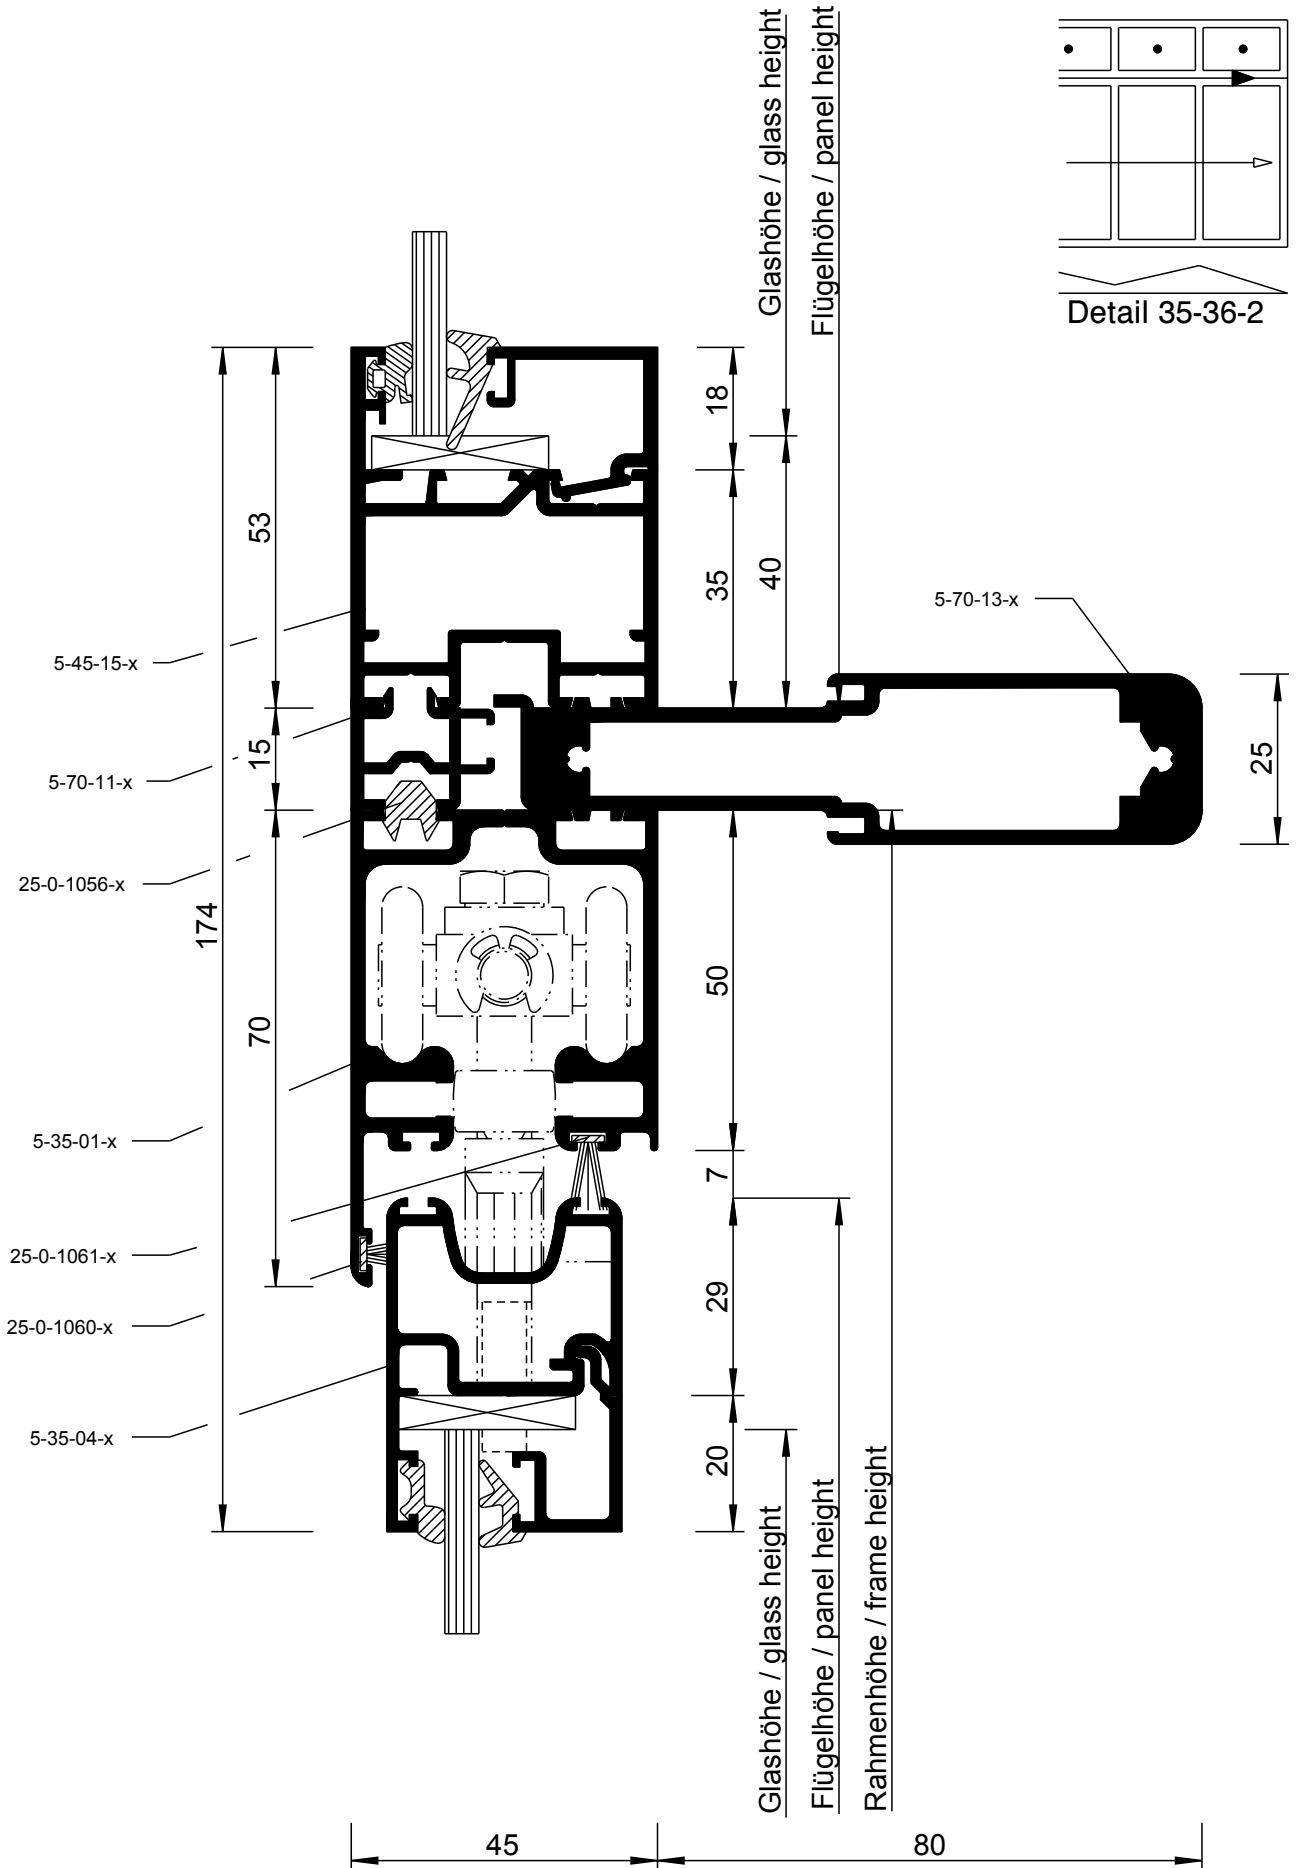 Glashöhe / glass height
Flügelhöhe / panel height
Detail 35-36-2
18
53
35
40
5-70-13-x
5-45-15-x
15
25
5-70-11-x
25-0-1056-x
174
50
70
5-35-01-x
7
25-0-1061-x
29
25-0-1060-x
5-35-04-x
20
Glashöhe / glass height
Flügelhöhe / panel height
Rahmenhöhe / frame height
45
80